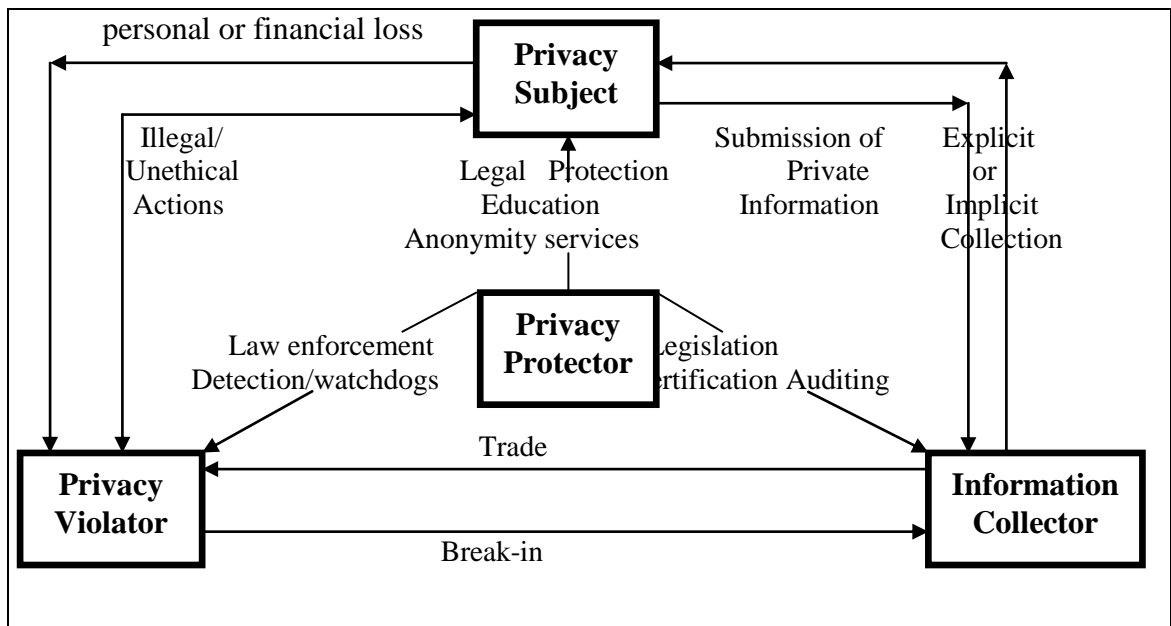 personal or financial loss
Privacy
Subject
Illegal/
Unethical
Actions
Legal Protection
Education
Anonymity services
Submission of
Private
Information
Explicit
or
Implicit
Collection
Privacy
Protector
Law enforcement
Detection/watchdogs
Legislation
ertification Auditing
Trade
Privacy
Violator
Information
Collector
Break-in